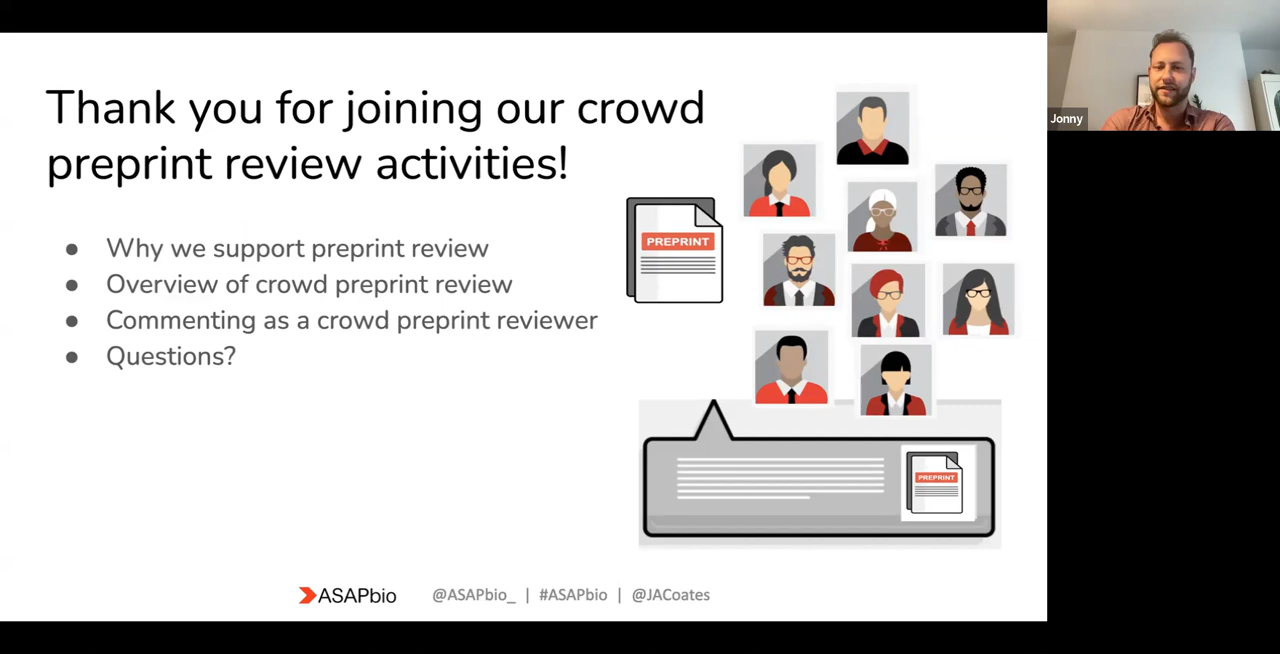 Thank you for joining our crowd
preprint review activities!
● Why we support preprint review
● Overview of crowd preprint review
● Commenting as a crowd preprint reviewer
● Questions?
PREPRINT
PREPRINT
ASAPbio
@ASAPbio_ | #ASAPbio | @JACoates
Jonny